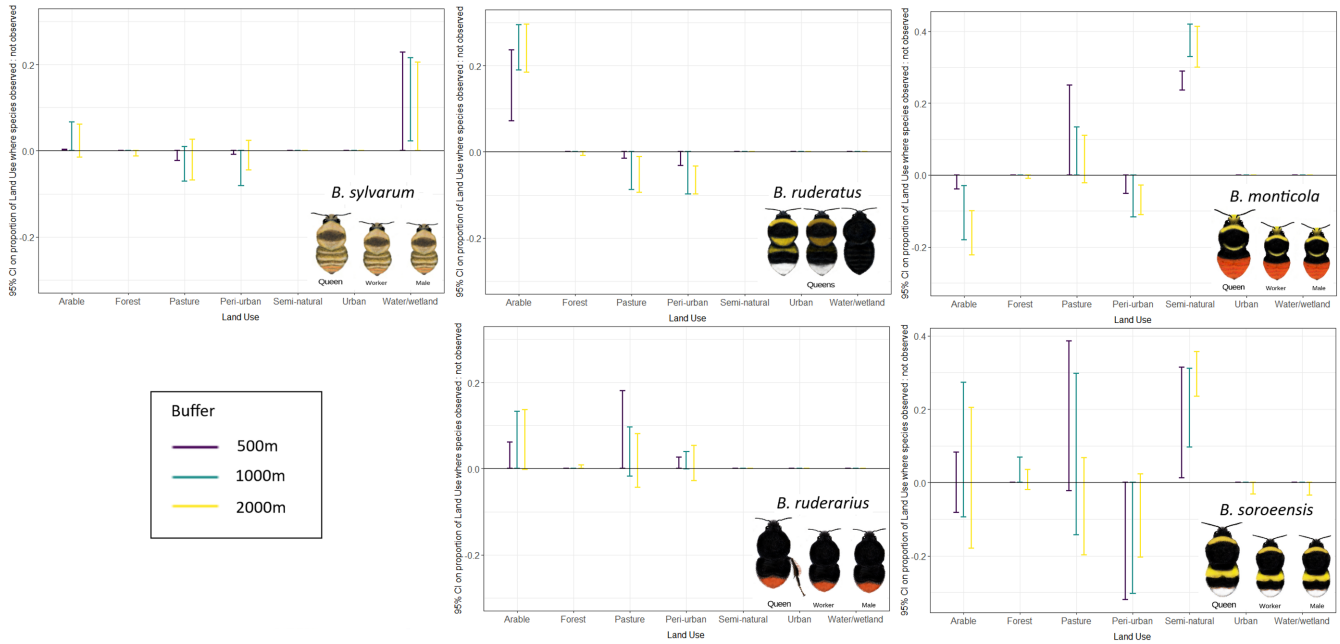 95% CI on proportion of Land Use where species observed : not observed
0.2
0.0
-0.2
B. sylvarum
Queen
Worker
Male
Arable
Forest
Pasture
Peri-urban
Semi-natural
Urban
Water/wetland
Land Use
95% CI on proportion of Land Use where species observed : not observed
0.2
0.0
-0.2
B. ruderatus
Queens
Arable
Forest
Pasture
Peri-urban
Semi-natural
Urban
Water/wetland
Land Use
95% CI on proportion of Land Use where species observed : not observed
0.4
0.2
0.0
-0.2
B. monticola
Queen
Worker
Male
Arable
Forest
Pasture
Peri-urban
Semi-natural
Urban
Water/wetland
Land Use
Buffer
500m
1000m
2000m
95% CI on proportion of Land Use where species observed : not observed
0.2
0.0
-0.2
B. ruderarius
Queen
Worker
Male
Arable
Forest
Pasture
Peri-urban
Semi-natural
Urban
Water/wetland
Land Use
95% CI on proportion of Land Use where species observed : not observed
0.4
0.2
0.0
-0.2
B. soroeensis
Queen
Worker
Male
Arable
Forest
Pasture
Peri-urban
Semi-natural
Urban
Water/wetland
Land Use